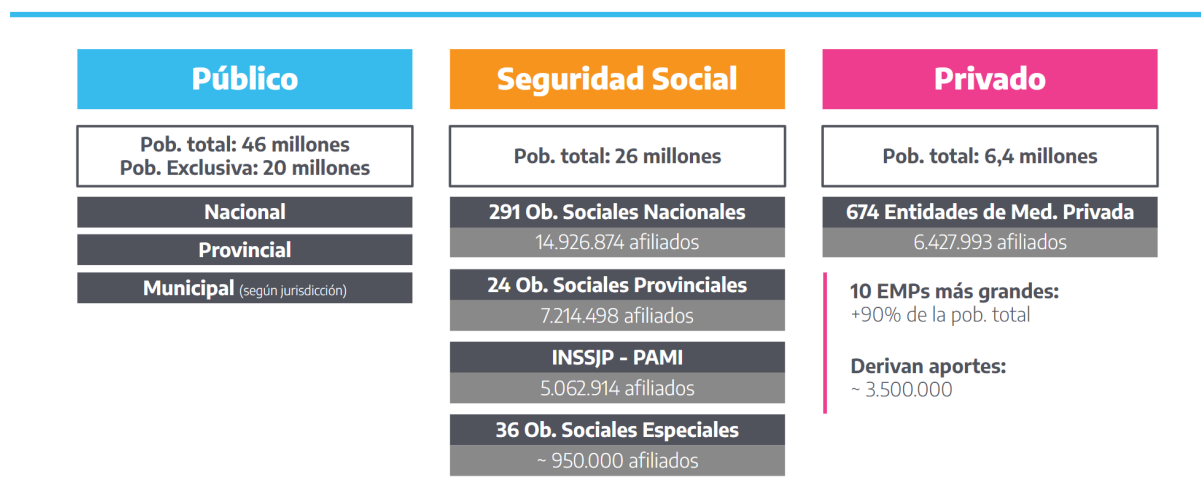 Público
Pob. total: 46 millones
Pob. Exclusiva: 20 millones
Nacional
Provincial
Municipal (según jurisdicción)
Seguridad Social
Pob. total: 26 millones
291 Ob. Sociales Nacionales
14.926.874 afiliados
24 Ob. Sociales Provinciales
7.214.498 afiliados
INSSJP - PAMI
5.062.914 afiliados
36 Ob. Sociales Especiales
~ 950.000 afiliados
Privado
Pob. total: 6,4 millones
674 Entidades de Med. Privada
6.427.993 afiliados
10 EMPs más grandes:
+90% de la pob. total
Derivan aportes:
~ 3.500.000